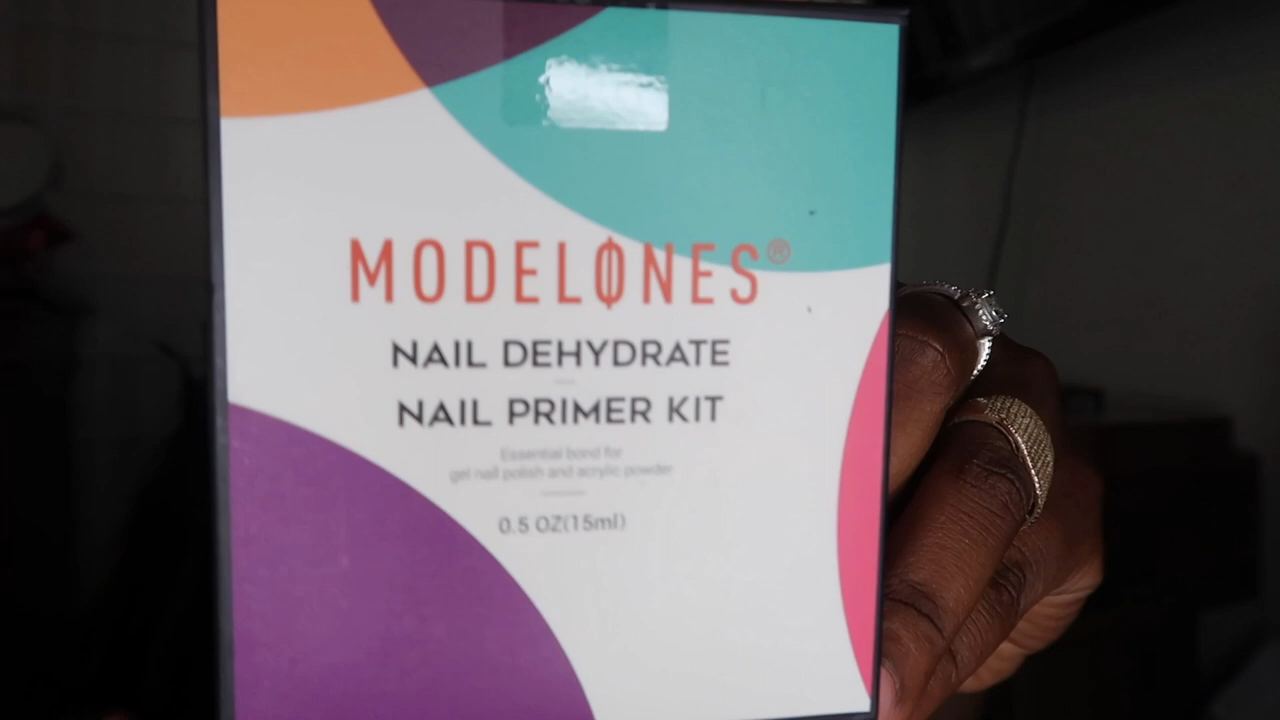 MODELONES®
NAIL DEHYDRATE
NAIL PRIMER KIT
Essential bond for
gel nail polish and acrylic powder
0.5 OZ(15ml)